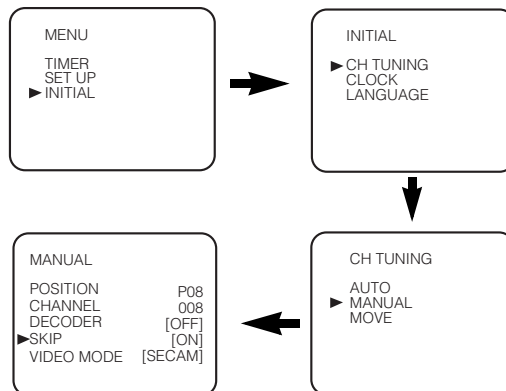 MENU
TIMER
SET UP
INITIAL
INITIAL
CH TUNING
CLOCK
LANGUAGE
CH TUNING
AUTO
MANUAL
MOVE
MANUAL
POSITION P08
CHANNEL 008
DECODER [OFF]
SKIP [ON]
VIDEO MODE [SECAM]